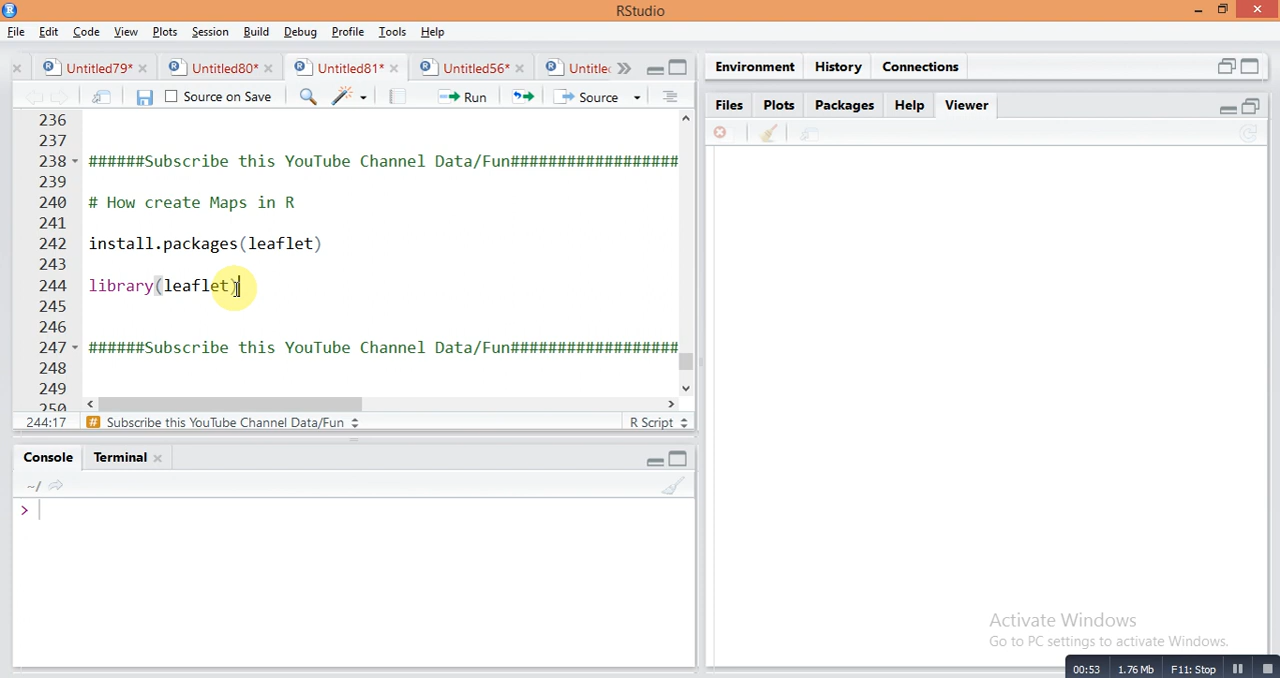 RStudio
File Edit Code View Plots Session Build Debug Profile Tools Help
Untitled79* Untitled80* Untitled81* Untitled56*
Source on Save Run Source
236
237
238 ######Subscribe this YouTube Channel Data/Fun##################
239
240 # How create Maps in R
241
242 install.packages(leaflet)
243
244 library(leaflet)
245
246
247 ######Subscribe this YouTube Channel Data/Fun##################
248
249
250
244:17 # Subscribe this YouTube Channel Data/Fun R Script
Console Terminal
~/
>
Environment History Connections
Files Plots Packages Help Viewer
Activate Windows
Go to PC settings to activate Windows.
00:53 1.76 Mb F11: Stop